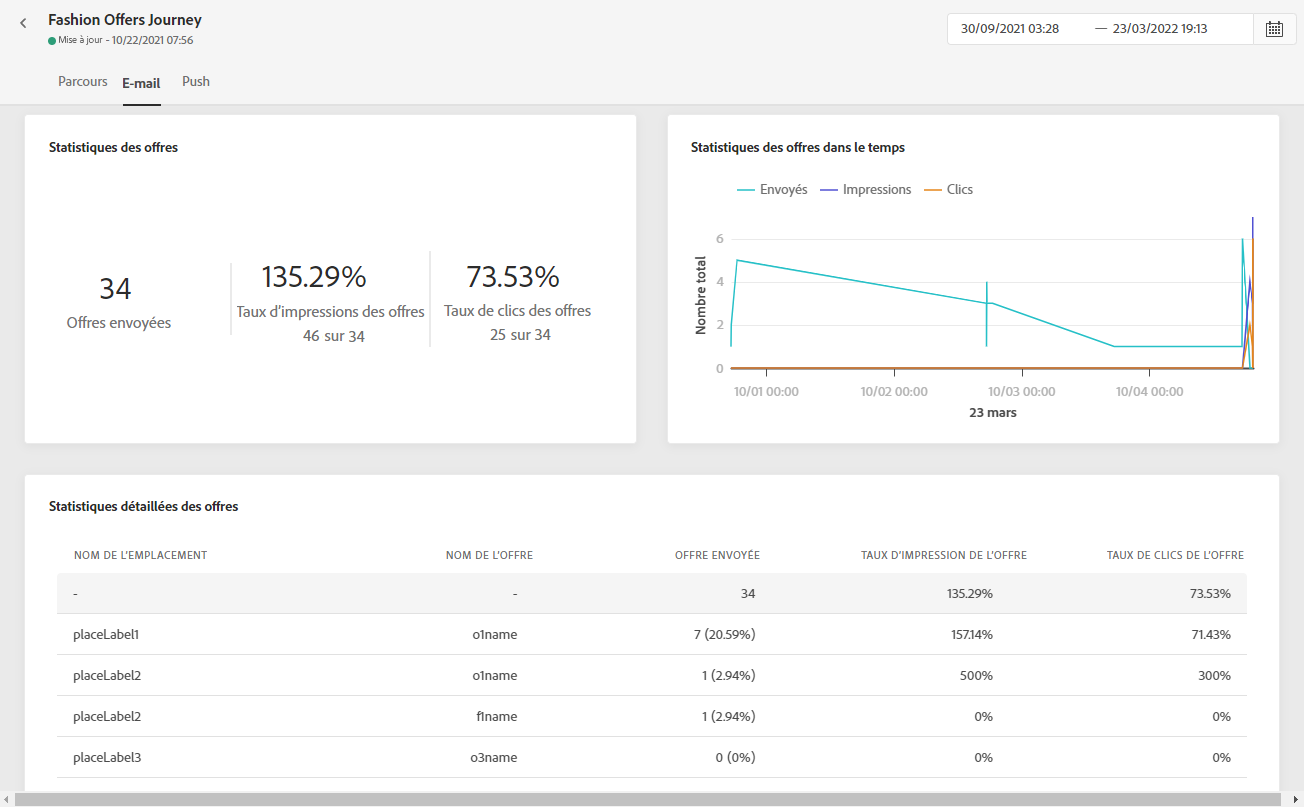 Fashion Offers Journey
Mise à jour - 10/22/2021 07:56
30/09/2021 03:28 — 23/03/2022 19:13
Parcours E-mail Push
Statistiques des offres
34
Offres envoyées
135.29%
Taux d'impressions des offres
46 sur 34
73.53%
Taux de clics des offres
25 sur 34
Statistiques des offres dans le temps
Envoyés Impressions Clics
Nombre total
6
4
2
0
10/01 00:00 10/02 00:00 10/03 00:00 10/04 00:00
23 mars
Statistiques détaillées des offres
NOM DE L'EMPLACEMENT NOM DE L'OFFRE OFFRE ENVOYÉE TAUX D'IMPRESSION DE L'OFFRE TAUX DE CLICS DE L'OFFRE
- - 34 135.29% 73.53%
placeLabel1 o1name 7 (20.59%) 157.14% 71.43%
placeLabel2 o1name 1 (2.94%) 500% 300%
placeLabel2 f1name 1 (2.94%) 0% 0%
placeLabel3 o3name 0 (0%) 0% 0%